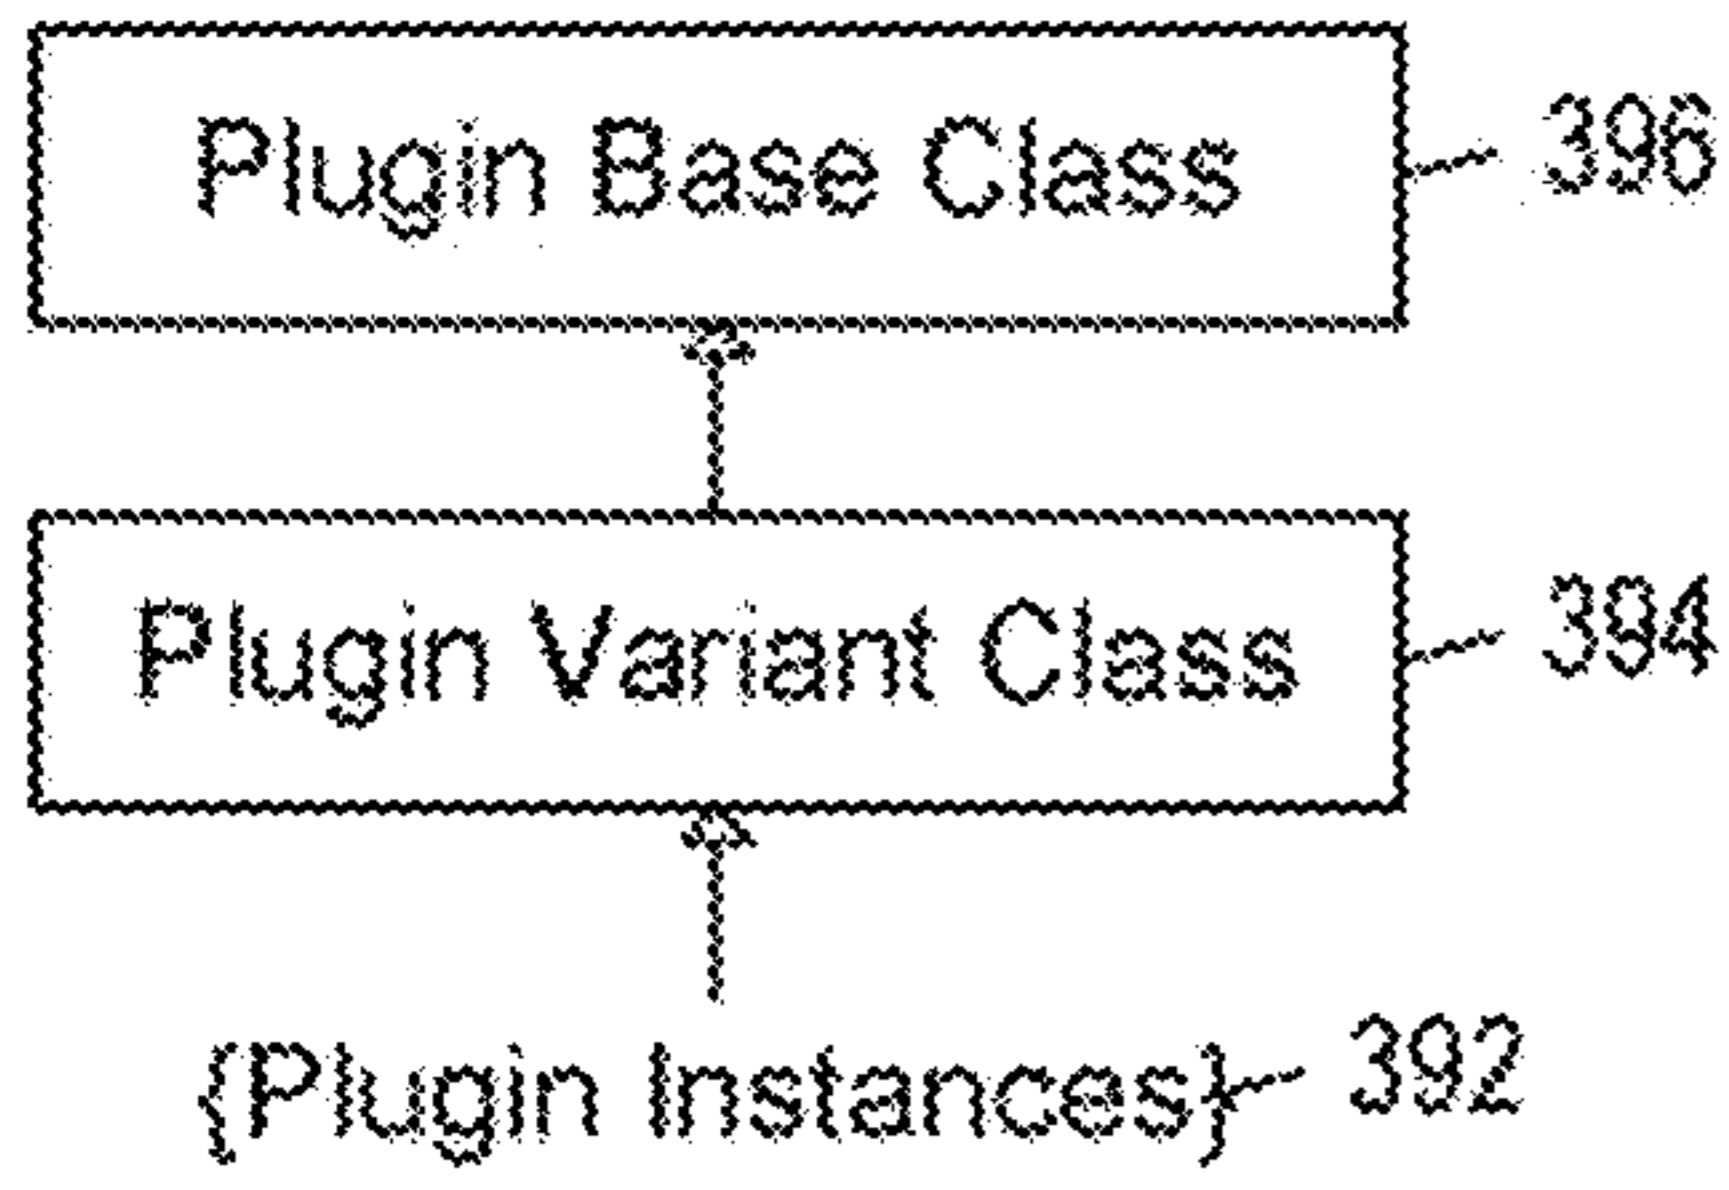 Plugin Base Class 396
Plugin Variant Class 394
{Plugin Instances} 392